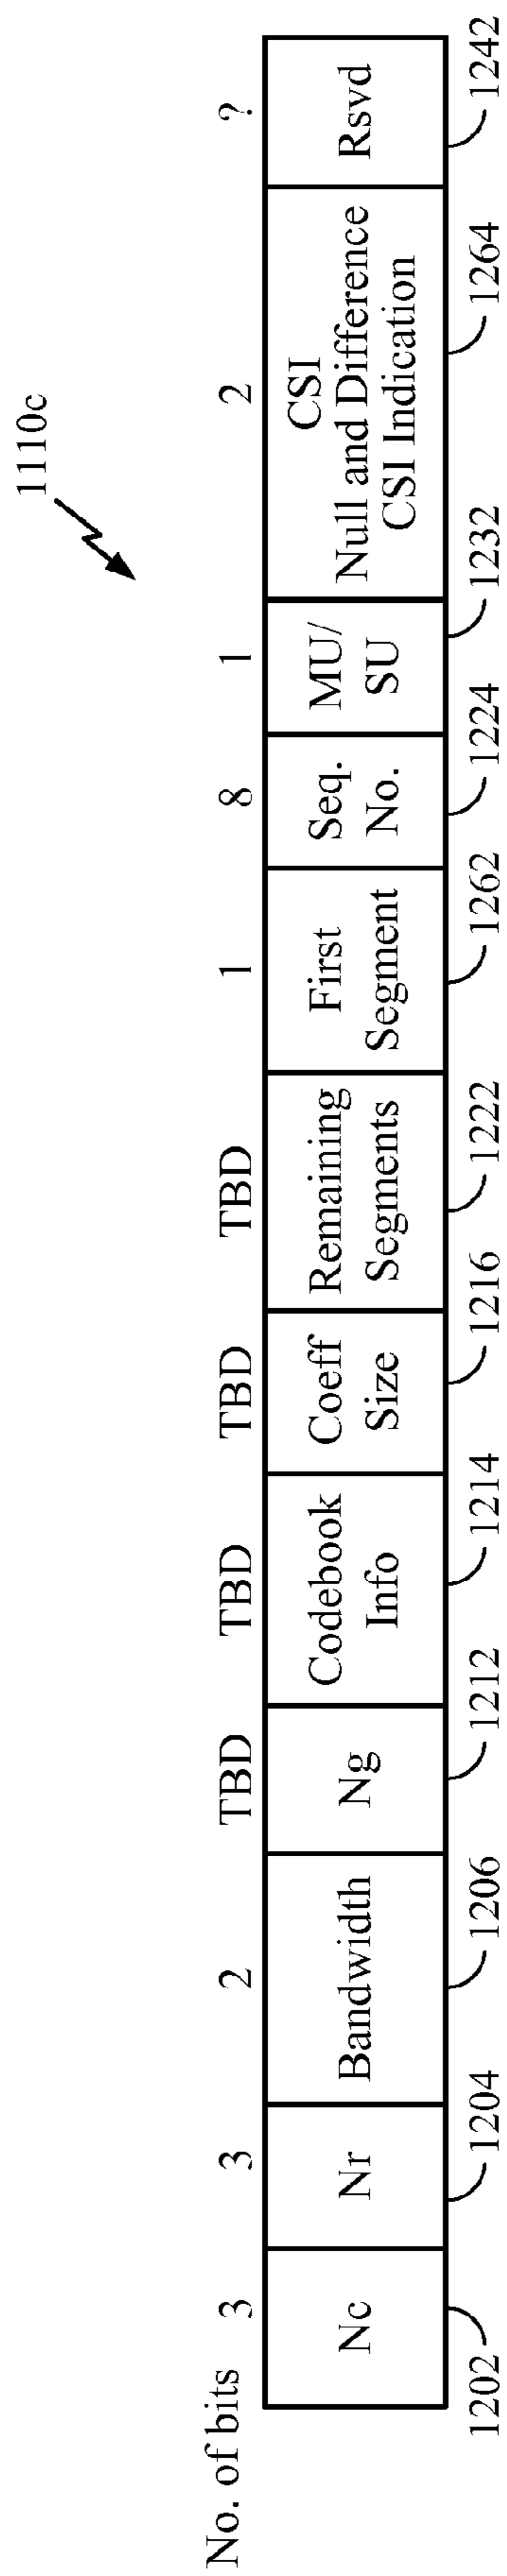 1110c
No. of bits 3 3 2 TBD TBD TBD TBD 1 8 1 2 ?
Nc
Nr
Bandwidth
Ng
Codebook
Info
Coeff
Size
Remaining
Segments
First
Segment
Seq.
No.
MU/
SU
CSI
Null and Difference
CSI Indication
Rsvd
1202 1204 1206 1212 1214 1216 1222 1262 1224 1232 1264 1242